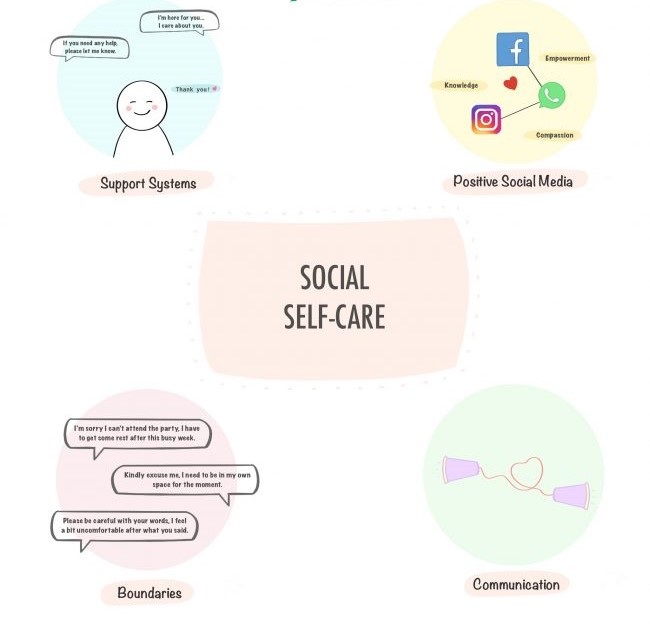 I'm here for you...
I care about you.
If you need any help,
please let me know.
Thank you!
Support Systems
Empowerment
Knowledge
Compassion
Positive Social Media
SOCIAL
SELF-CARE
I'm sorry I can't attend the party, I have
to get some rest after this busy week.
Kindly excuse me, I need to be in my own
space for the moment.
Please be careful with your words, I feel
a bit uncomfortable after what you said.
Boundaries
Communication